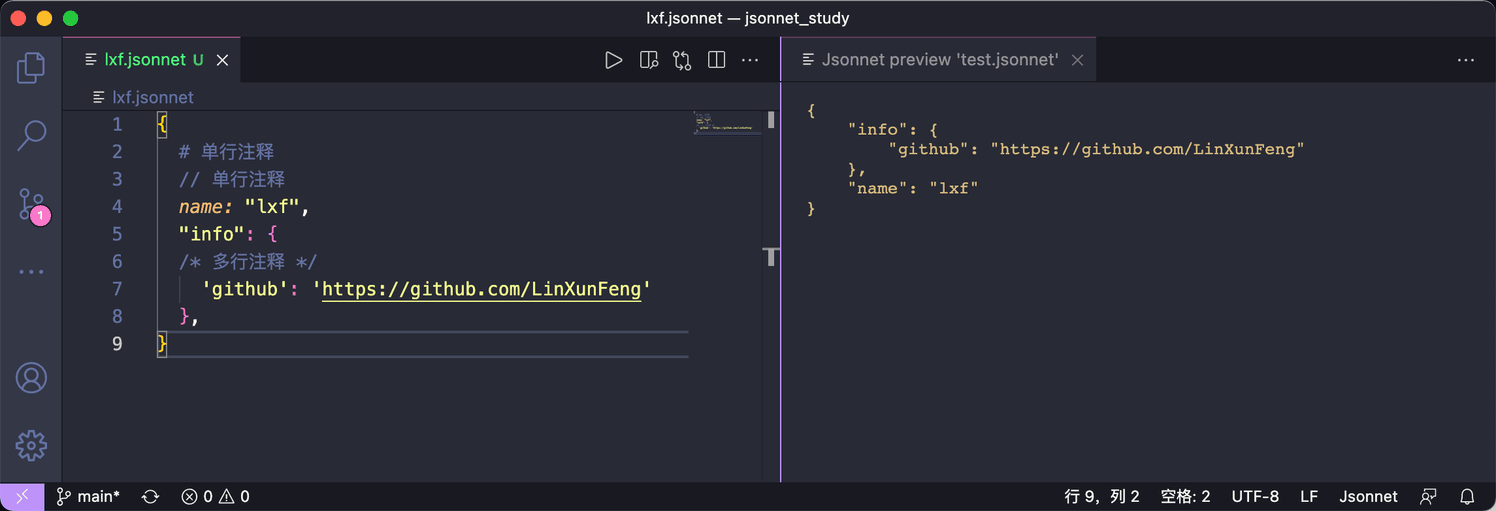 lxf.jsonnet — jsonnet_study
lxf.jsonnet U
lxf.jsonnet
1 {
2 # 单行注释
3 // 单行注释
4 name: "lxf",
5 "info": {
6 /* 多行注释 */
7 'github': 'https://github.com/LinXunFeng'
8 },
9 }
Jsonnet preview 'test.jsonnet'
{
"info": {
"github": "https://github.com/LinXunFeng"
},
"name": "lxf"
}
1
main* 0 0
行 9，列 2 空格: 2 UTF-8 LF Jsonnet